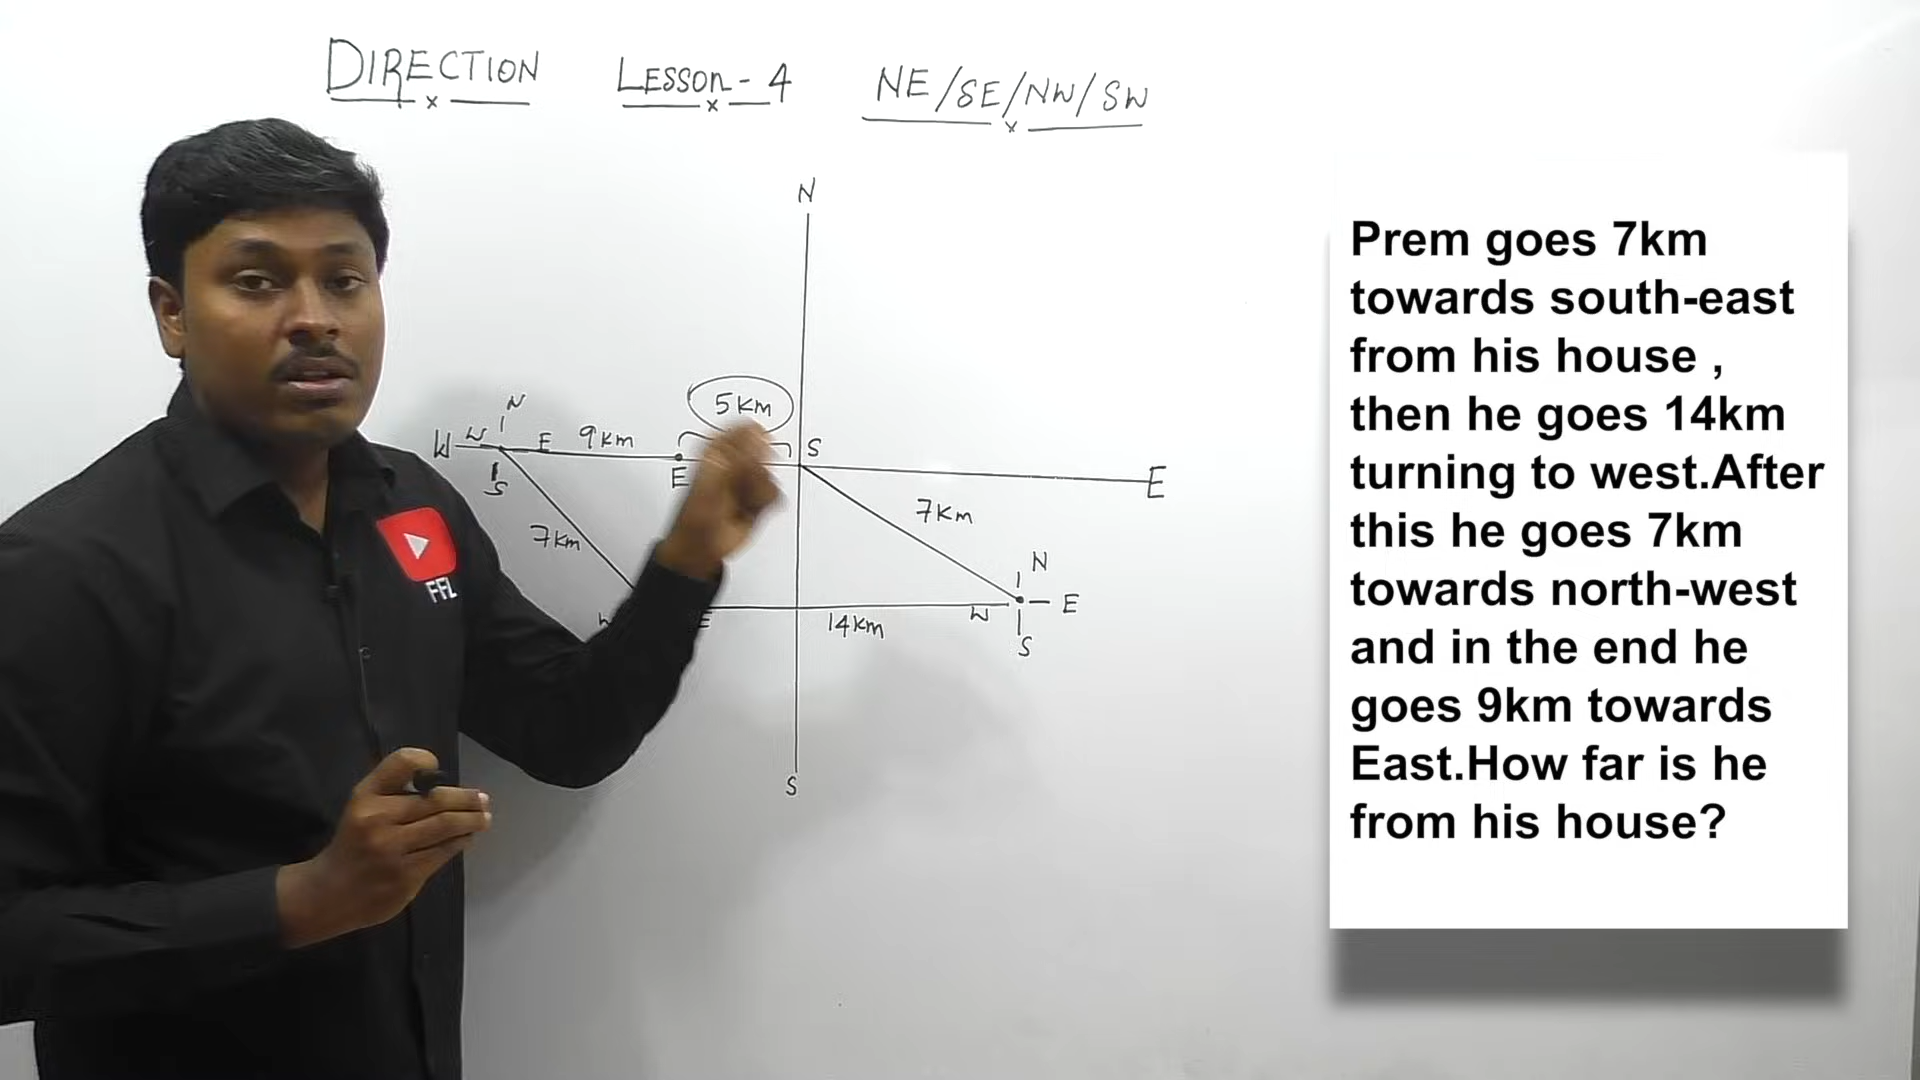 DIRECTION LESSON - 4 NE/SE/NW/SW
N
5 Km
N
W W E 9 Km S
S E E
7 Km
7 Km
N
W E 14 Km W E
S
S
FFL
Prem goes 7km
towards south-east
from his house ,
then he goes 14km
turning to west.After
this he goes 7km
towards north-west
and in the end he
goes 9km towards
East.How far is he
from his house?